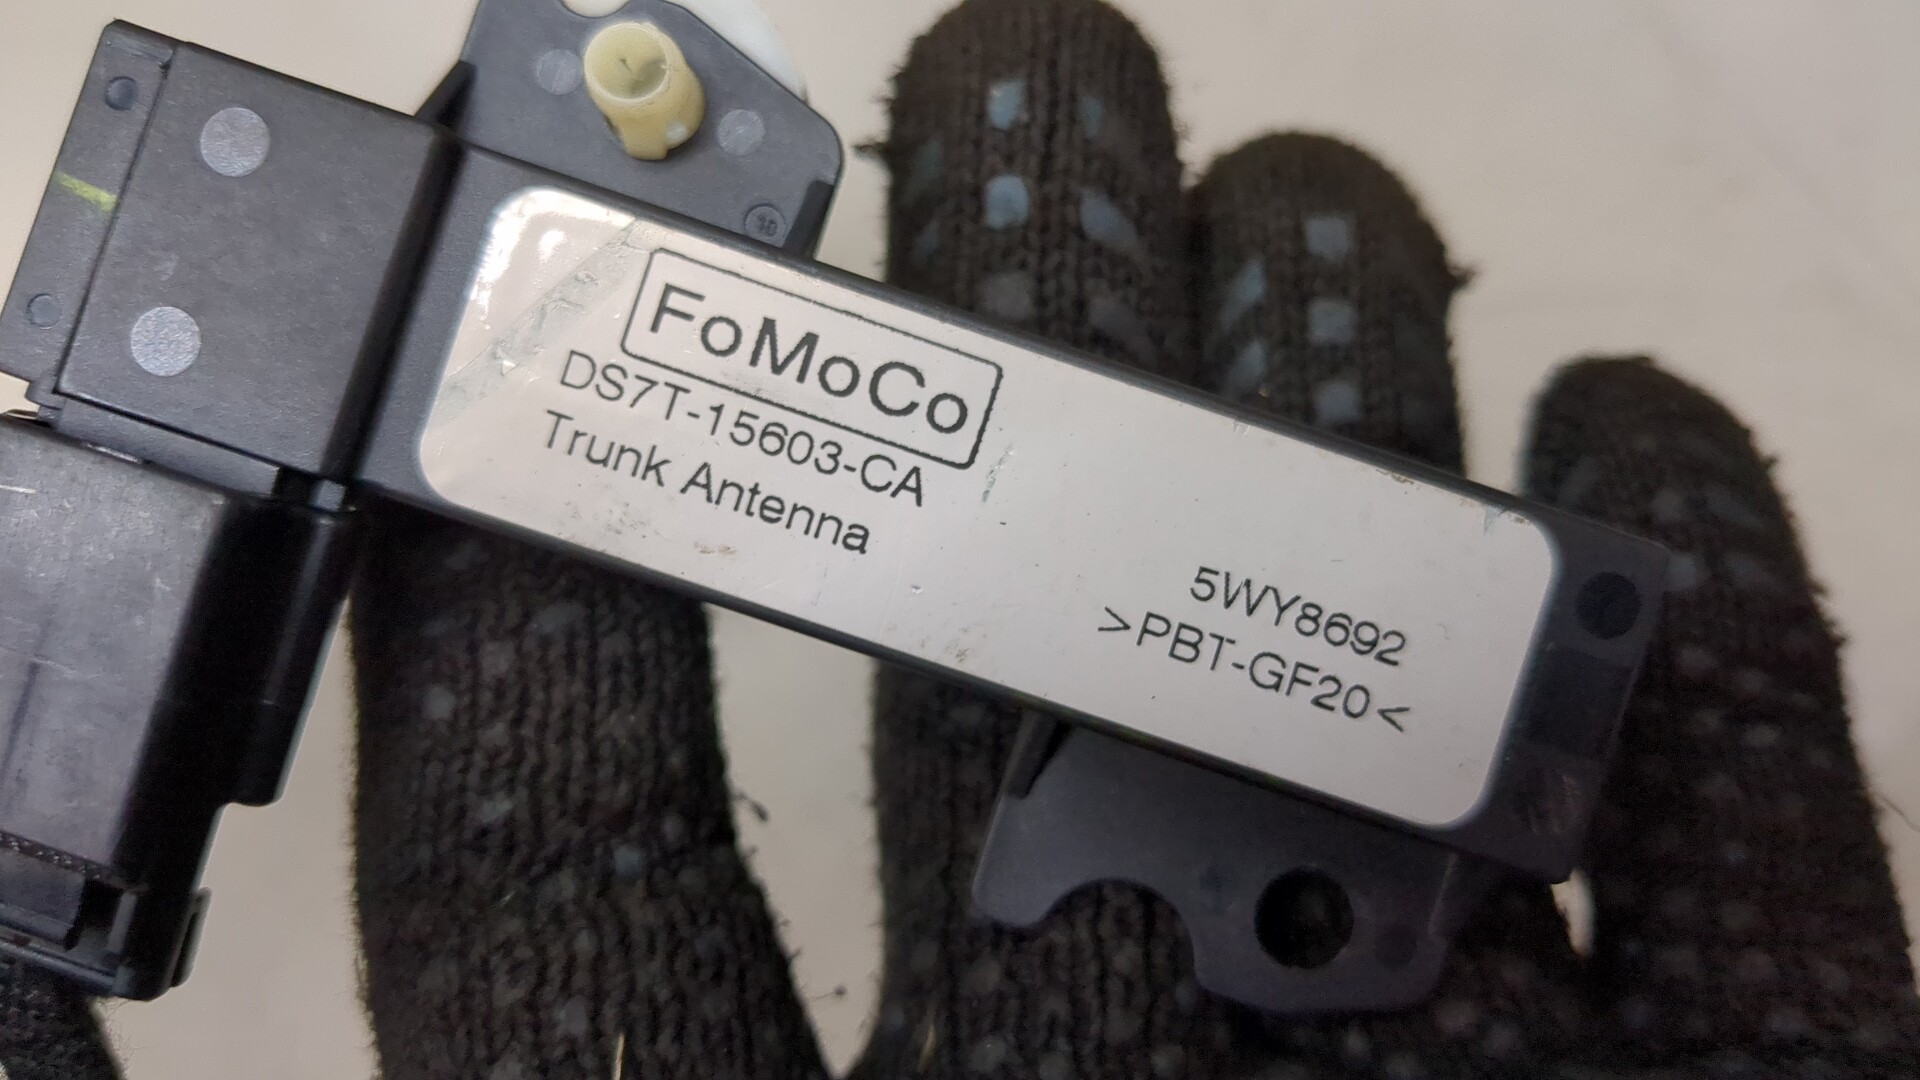 FoMoCo
DS7T-15603-CA
Trunk Antenna
5WY8692
>PBT-GF20<